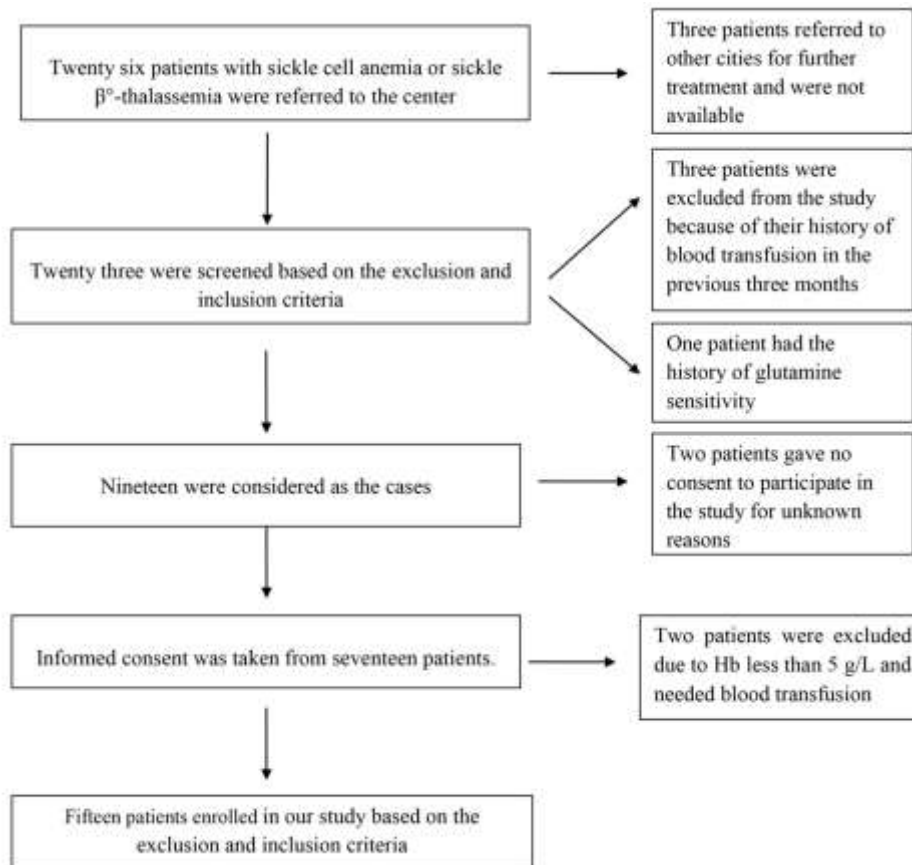 Twenty six patients with sickle cell anemia or sickle
β°-thalassemia were referred to the center
Three patients referred to
other cities for further
treatment and were not
available
Twenty three were screened based on the exclusion and
inclusion criteria
Three patients were
excluded from the study
because of their history of
blood transfusion in the
previous three months
One patient had the
history of glutamine
sensitivity
Nineteen were considered as the cases
Two patients gave no
consent to participate in
the study for unknown
reasons
Informed consent was taken from seventeen patients.
Two patients were excluded
due to Hb less than 5 g/L and
needed blood transfusion
Fifteen patients enrolled in our study based on the
exclusion and inclusion criteria